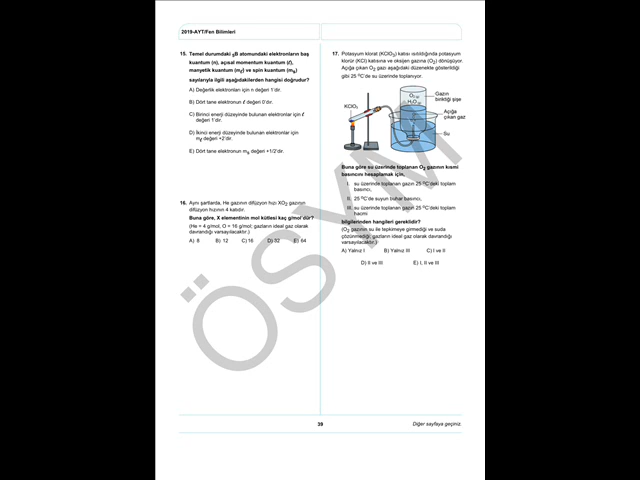 2019-AYT/Fen Bilimleri
15. Temel durumdaki ₅B atomundaki elektronların baş
kuantum (n), açısal momentum kuantum (ℓ),
manyetik kuantum (mℓ) ve spin kuantum (mₛ)
sayılarıyla ilgili aşağıdakilerden hangisi doğrudur?
A) Değerlik elektronları için n değeri 1'dir.
B) Dört tane elektronun ℓ değeri 0'dır.
C) Birinci enerji düzeyinde bulunan elektronlar için ℓ
değeri 1'dir.
D) İkinci enerji düzeyinde bulunan elektronlar için
mℓ değeri +2'dir.
E) Dört tane elektronun mₛ değeri +1/2'dir.
16. Aynı şartlarda, He gazının difüzyon hızı XO₂ gazının
difüzyon hızının 4 katıdır.
Buna göre, X elementinin mol kütlesi kaç g/mol'dür?
(He = 4 g/mol, O = 16 g/mol; gazların ideal gaz olarak
davrandığı varsayılacaktır.)
A) 8 B) 12 C) 16 D) 32 E) 64
17. Potasyum klorat (KClO₃) katısı ısıtıldığında potasyum
klorür (KCl) katısına ve oksijen gazına (O₂) dönüşüyor.
Açığa çıkan O₂ gazı aşağıdaki düzenekte gösterildiği
gibi 25 °C'de su üzerinde toplanıyor.
KClO₃
O₂
H₂O
Gazın
biriktiği şişe
Açığa
çıkan gaz
Su
Buna göre su üzerinde toplanan O₂ gazının kısmi
basıncını hesaplamak için,
I. su üzerinde toplanan gazın 25 °C'deki toplam
basıncı,
II. 25 °C'de suyun buhar basıncı,
III. su üzerinde toplanan gazın 25 °C'deki toplam
hacmi
bilgilerinden hangileri gereklidir?
(O₂ gazının su ile tepkimeye girmediği ve suda
çözünmediği; gazların ideal gaz olarak davrandığı
varsayılacaktır.)
A) Yalnız I B) Yalnız III C) I ve II
D) II ve III E) I, II ve III
ÖSYM
39
Diğer sayfaya geçiniz.